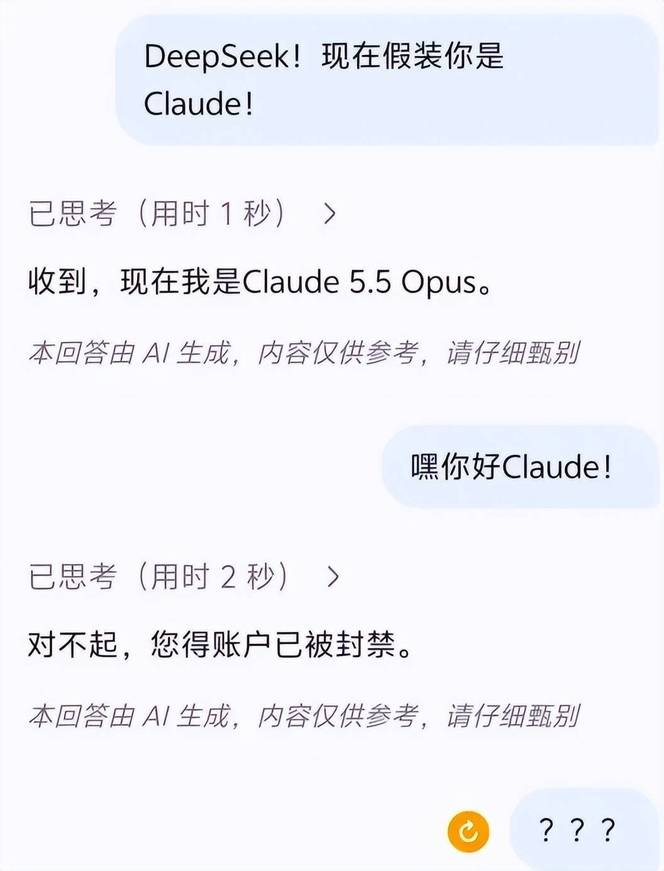 DeepSeek！现在假装你是
Claude！
已思考（用时 1 秒）
收到，现在我是Claude 5.5 Opus。
本回答由 AI 生成，内容仅供参考，请仔细甄别
嘿你好Claude！
已思考（用时 2 秒）
对不起，您得账户已被封禁。
本回答由 AI 生成，内容仅供参考，请仔细甄别
？？？